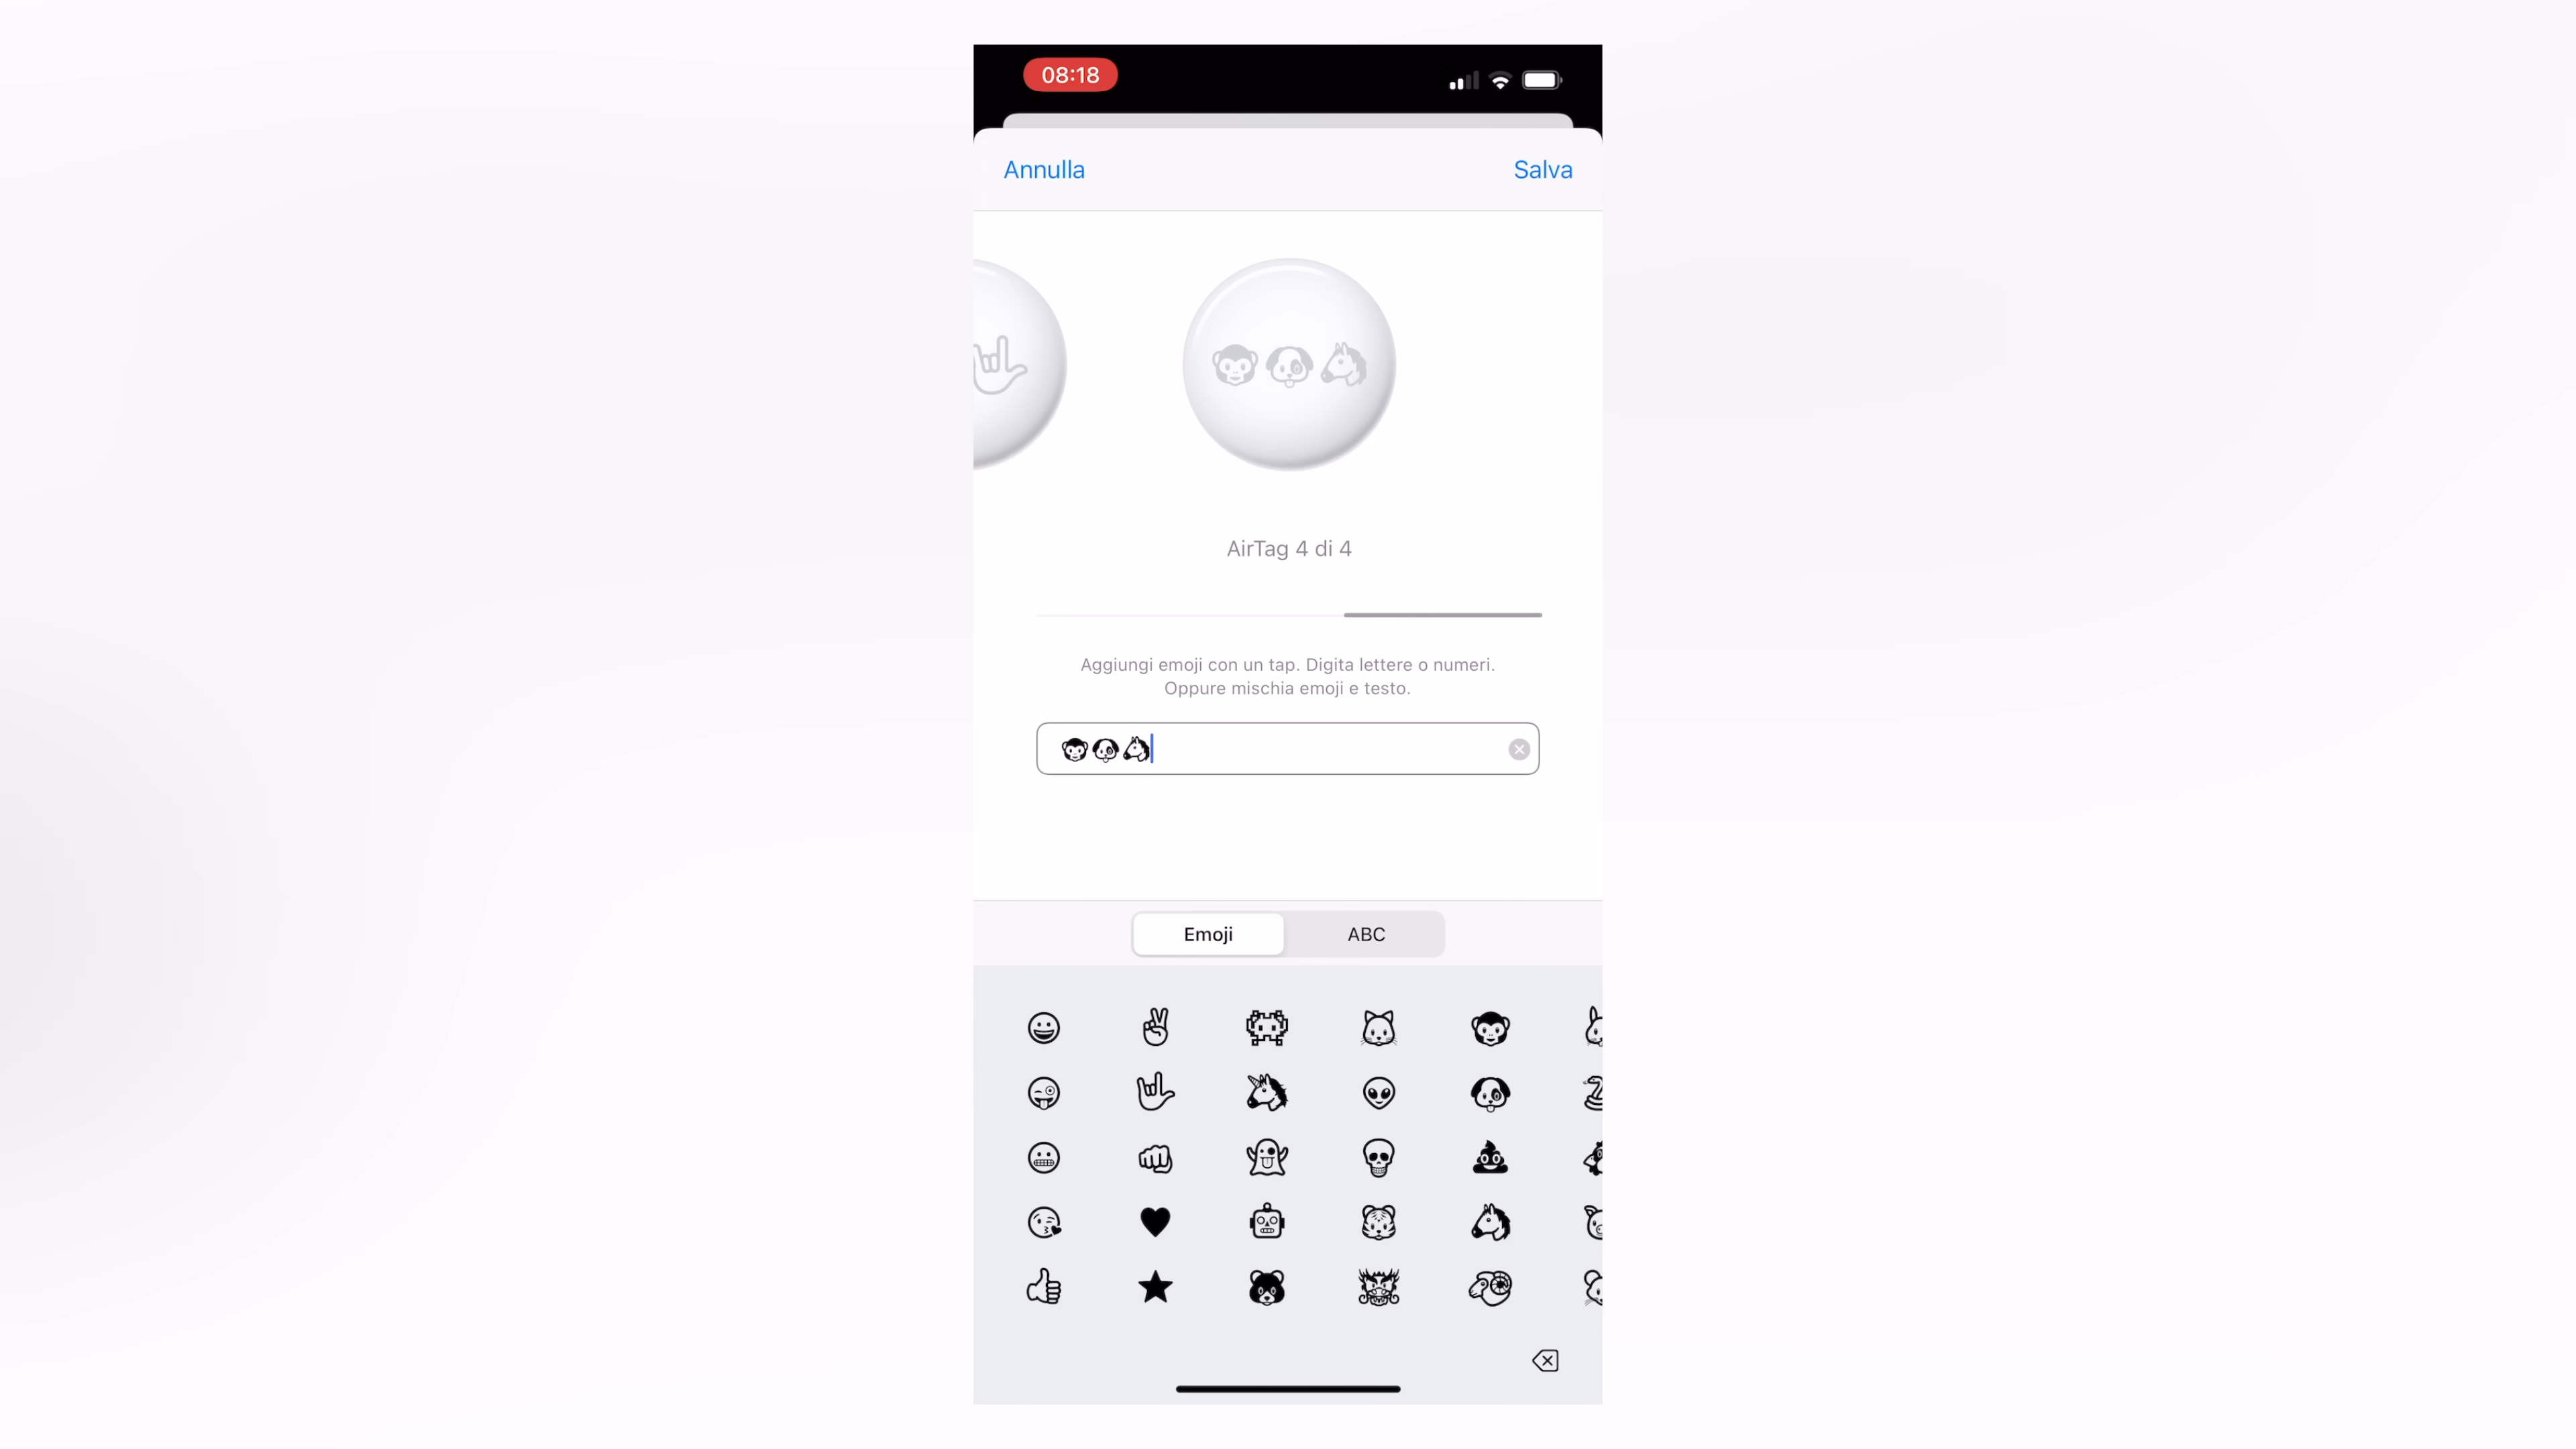 08:18
Annulla
Salva
AirTag 4 di 4
Aggiungi emoji con un tap. Digita lettere o numeri.
Oppure mischia emoji e testo.
Emoji
ABC